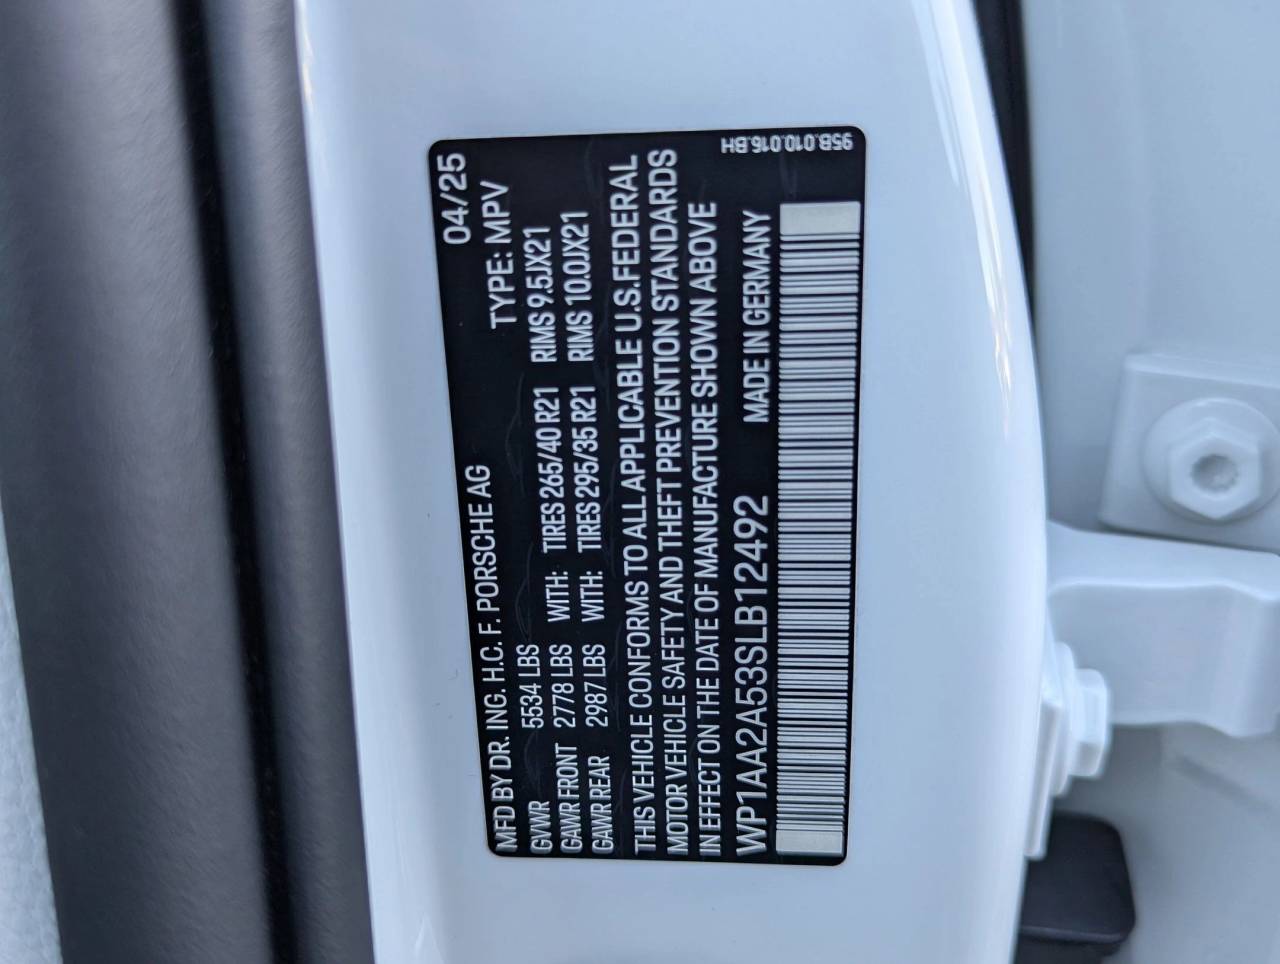 MFD BY DR. ING. H.C. F. PORSCHE AG 04/25
GVWR 5534 LBS TYPE: MPV
GAWR FRONT 2778 LBS WITH: TIRES 265/40 R21 RIMS 9.5JX21
GAWR REAR 2987 LBS WITH: TIRES 295/35 R21 RIMS 10.0JX21
THIS VEHICLE CONFORMS TO ALL APPLICABLE U.S.FEDERAL
MOTOR VEHICLE SAFETY AND THEFT PREVENTION STANDARDS
IN EFFECT ON THE DATE OF MANUFACTURE SHOWN ABOVE
WP1AA2A53SLB12492 MADE IN GERMANY
95B.010.016.BH